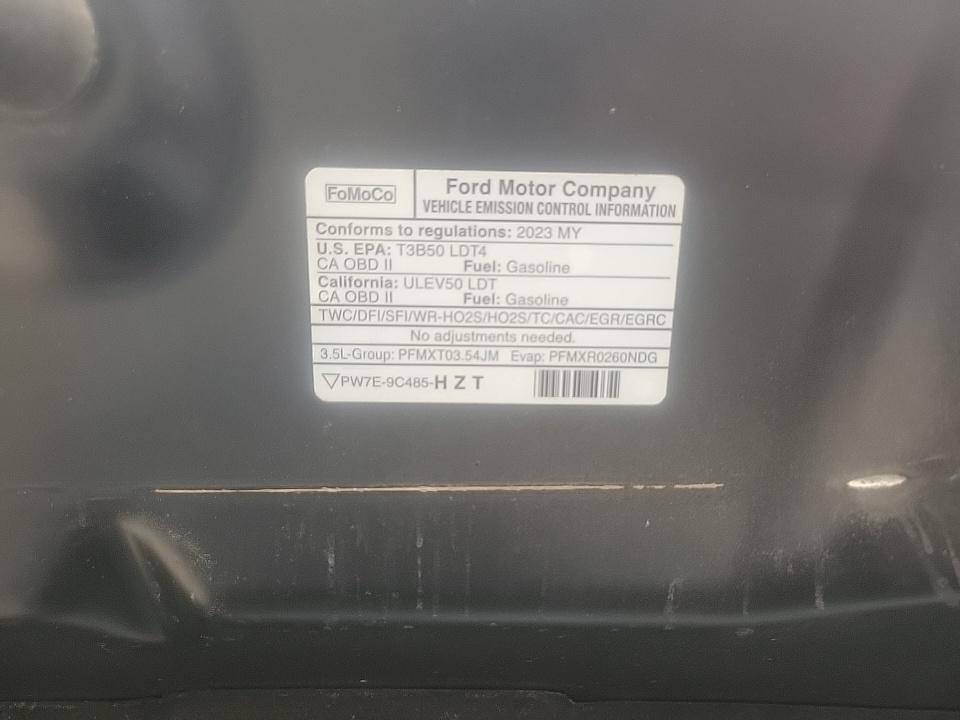 FoMoCo
Ford Motor Company
VEHICLE EMISSION CONTROL INFORMATION
Conforms to regulations: 2023 MY
U.S. EPA: T3B50 LDT4
CA OBD II Fuel: Gasoline
California: ULEV50 LDT
CA OBD II Fuel: Gasoline
TWC/DFI/SFI/WR-HO2S/HO2S/TC/CAC/EGR/EGRC
No adjustments needed.
3.5L-Group: PFMXT03.54JM Evap: PFMXR0260NDG
PW7E-9C485-H Z T